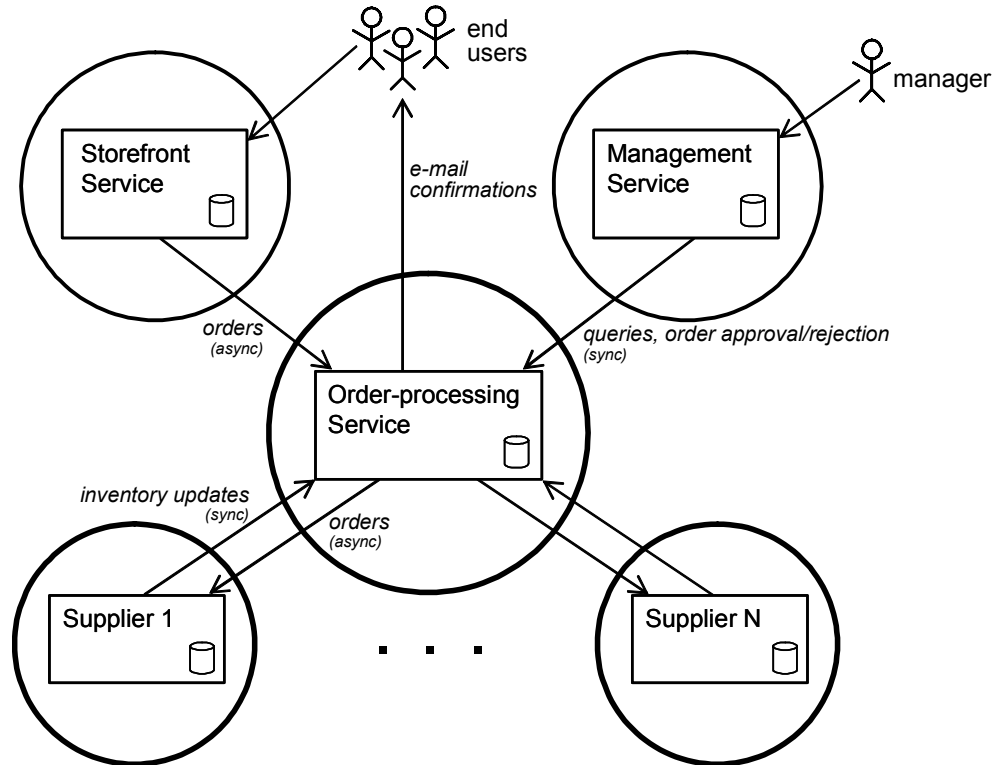 end
users
manager
Storefront
Service
Management
Service
e-mail
confirmations
orders
(async)
queries, order approval/rejection
(sync)
Order-processing
Service
inventory updates
(sync)
orders
(async)
Supplier 1
Supplier N
. . .